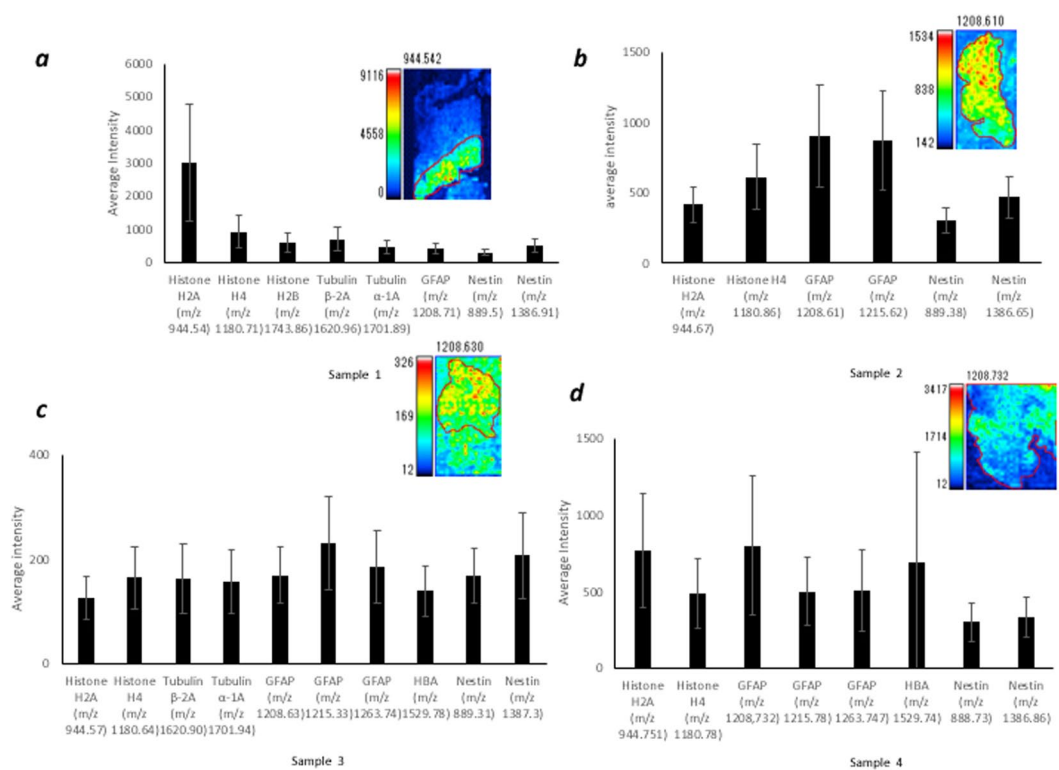 a
944.542
9116
4558
0
6000
5000
4000
3000
2000
1000
0
Average Intensity
Histone Histone Histone Tubulin Tubulin GFAP Nestin Nestin
H2A H4 H2B β-2A α-1A (m/z (m/z (m/z
(m/z (m/z (m/z (m/z (m/z 1208.71) 889.5) 1386.91)
944.54) 1180.71) 1743.86) 1620.96) 1701.89)
Sample 1
b
1208.610
1534
838
142
1500
1000
500
0
average Intensity
Histone Histone H4 GFAP GFAP Nestin Nestin
H2A (m/z (m/z (m/z (m/z (m/z
(m/z 1180.86) 1208.61) 1215.62) 889.38) 1386.65)
944.67)
Sample 2
c
1208.630
326
169
12
400
200
0
Average Intensity
Histone Histone Tubulin Tubulin GFAP GFAP GFAP HBA Nestin Nestin
H2A H4 β-2A α-1A (m/z (m/z (m/z (m/z (m/z (m/z
(m/z (m/z (m/z (m/z 1208.63) 1215.33) 1263.74) 1529.78) 889.31) 1387.3)
944.57) 1180.64) 1620.90) 1701.94)
Sample 3
d
1208.732
3417
1714
12
1500
1000
500
0
Average Intensity
Histone Histone GFAP GFAP GFAP HBA Nestin Nestin
H2A H4 (m/z (m/z (m/z (m/z (m/z (m/z
(m/z (m/z 1208,732) 1215.78) 1263.747) 1529.74) 888.73) 1386.86)
944.751) 1180.78)
Sample 4